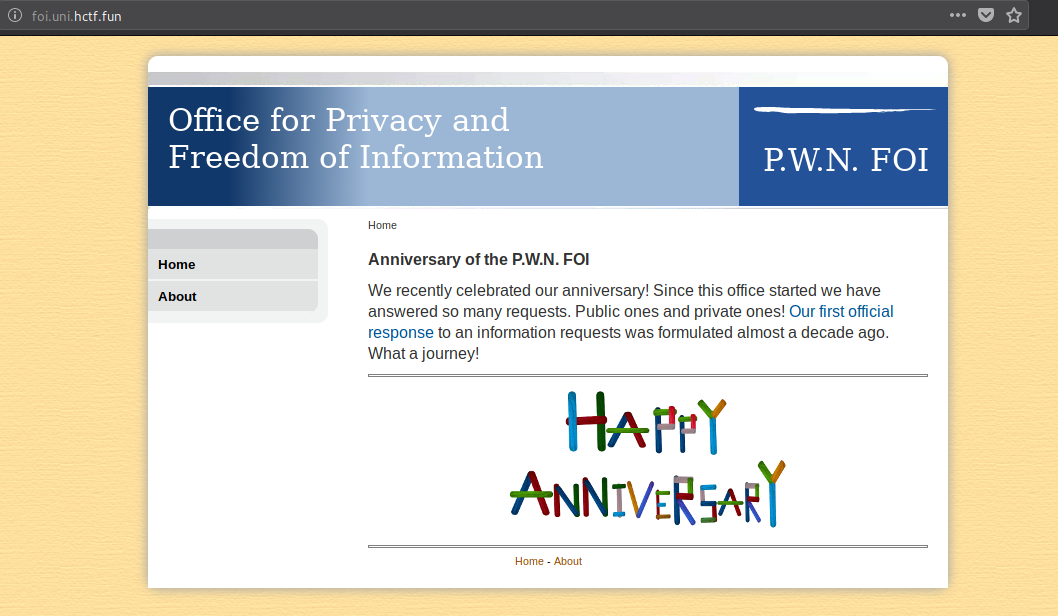 foi.uni.hctf.fun
Office for Privacy and
Freedom of Information
P.W.N. FOI
Home
About
Home
Anniversary of the P.W.N. FOI
We recently celebrated our anniversary! Since this office started we have
answered so many requests. Public ones and private ones! Our first official
response to an information requests was formulated almost a decade ago.
What a journey!
HAPPY
ANNIVERSARY
Home - About